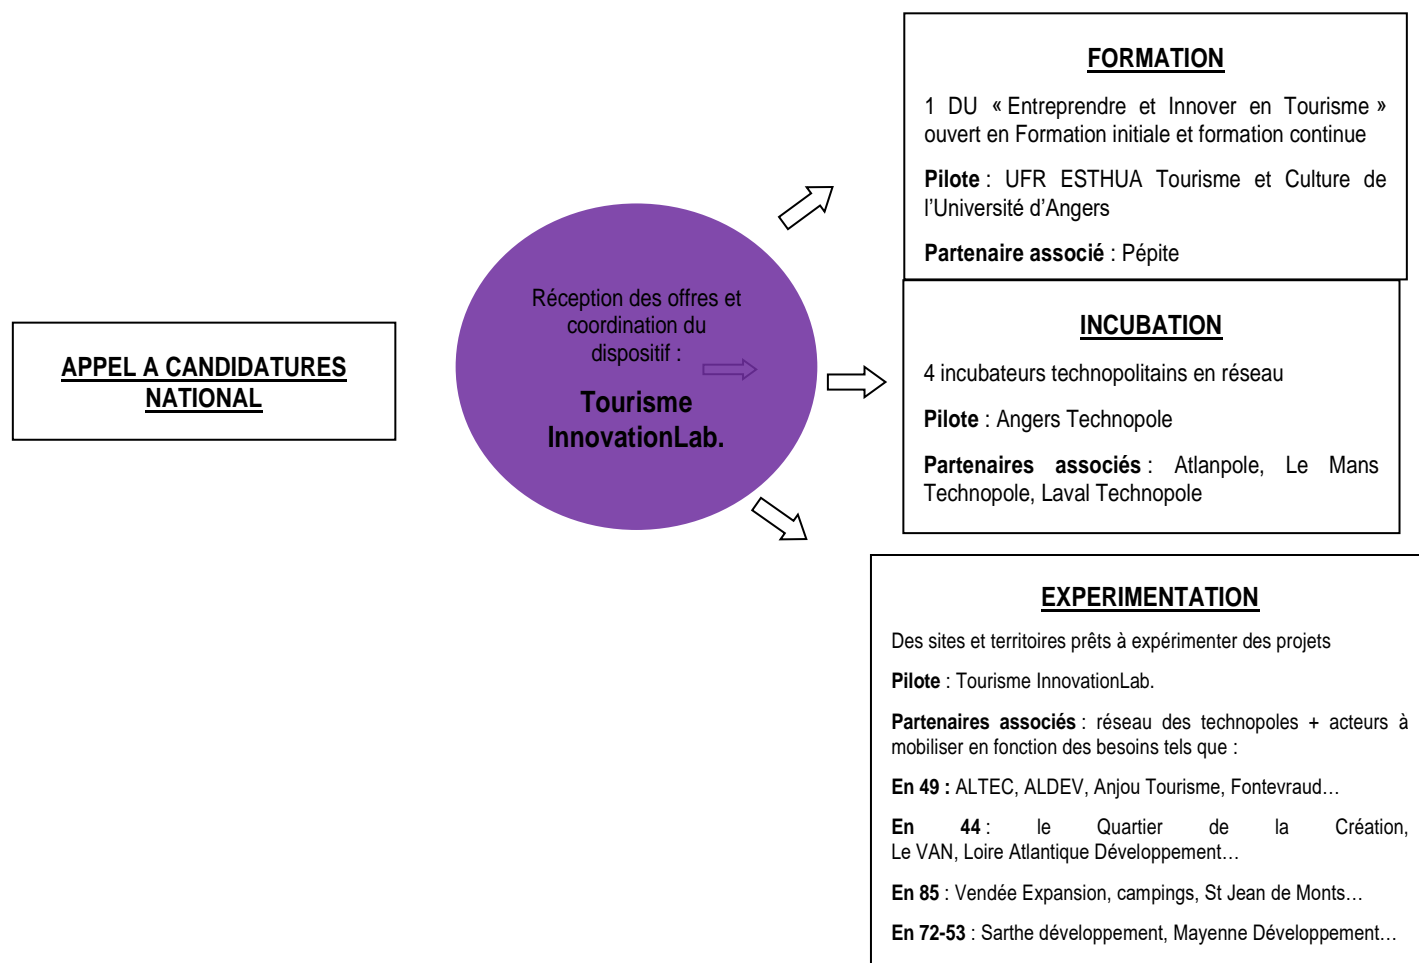 APPEL A CANDIDATURES
NATIONAL
Réception des offres et
coordination du
dispositif :
Tourisme
InnovationLab.
FORMATION
1 DU « Entreprendre et Innover en Tourisme »
ouvert en Formation initiale et formation continue
Pilote : UFR ESTHUA Tourisme et Culture de
l’Université d’Angers
Partenaire associé : Pépite
INCUBATION
4 incubateurs technopolitains en réseau
Pilote : Angers Technopole
Partenaires associés : Atlanpole, Le Mans
Technopole, Laval Technopole
EXPERIMENTATION
Des sites et territoires prêts à expérimenter des projets
Pilote : Tourisme InnovationLab.
Partenaires associés : réseau des technopoles + acteurs à
mobiliser en fonction des besoins tels que :
En 49 : ALTEC, ALDEV, Anjou Tourisme, Fontevraud…
En 44 : le Quartier de la Création,
Le VAN, Loire Atlantique Développement…
En 85 : Vendée Expansion, campings, St Jean de Monts…
En 72-53 : Sarthe développement, Mayenne Développement…